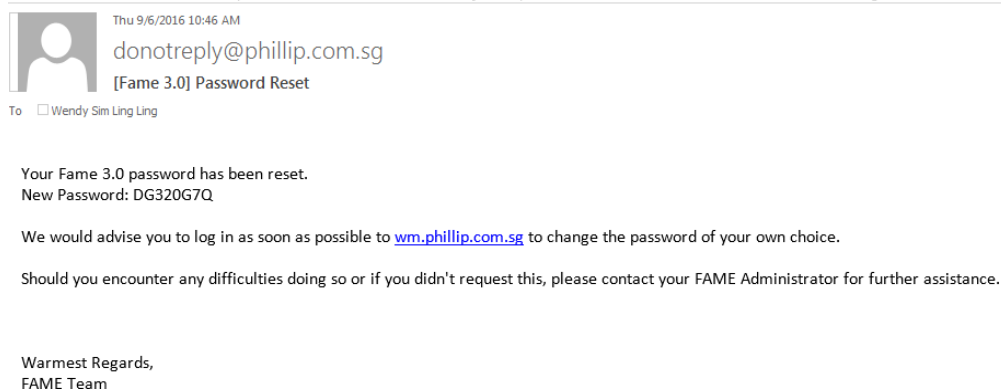 Thu 9/6/2016 10:46 AM
donotreply@phillip.com.sg
[Fame 3.0] Password Reset
To Wendy Sim Ling Ling
Your Fame 3.0 password has been reset.
New Password: DG320G7Q
We would advise you to log in as soon as possible to wm.phillip.com.sg to change the password of your own choice.
Should you encounter any difficulties doing so or if you didn't request this, please contact your FAME Administrator for further assistance.
Warmest Regards,
FAME Team